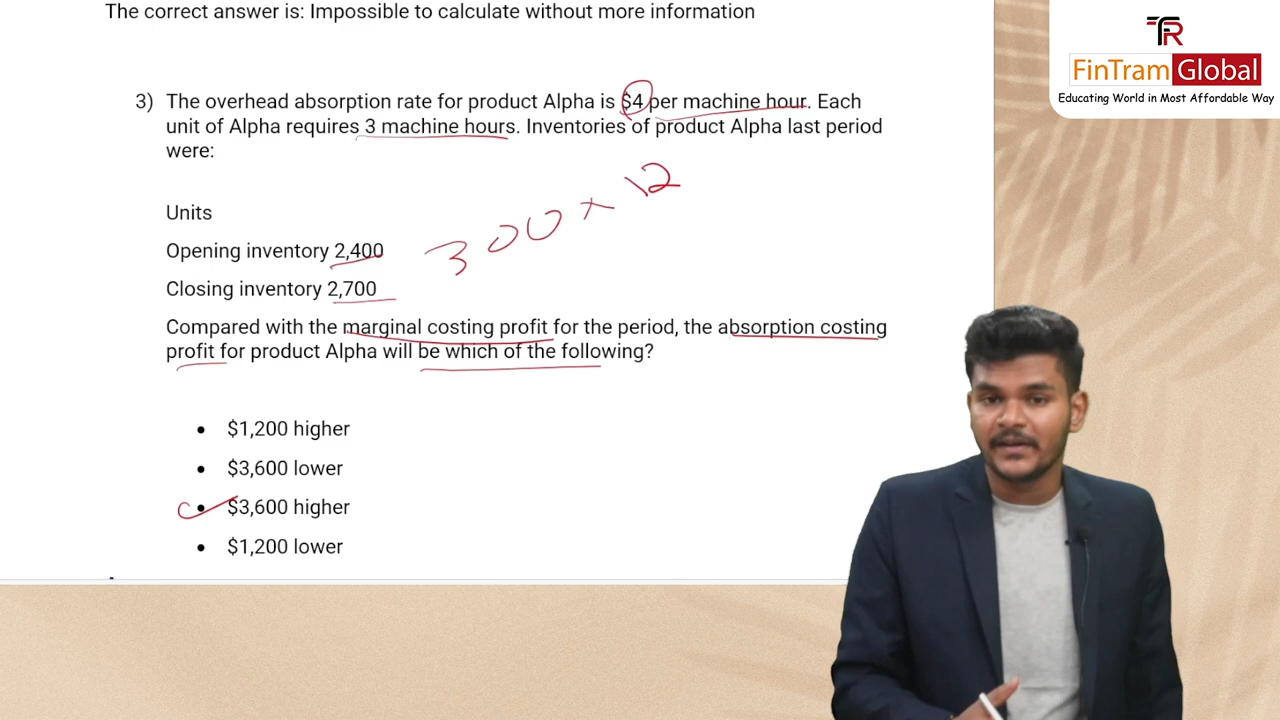 The correct answer is: Impossible to calculate without more information
TR
FinTram Global
Educating World in Most Affordable Way
3) The overhead absorption rate for product Alpha is $4 per machine hour. Each
unit of Alpha requires 3 machine hours. Inventories of product Alpha last period
were:
300 x 12
Units
Opening inventory 2,400
Closing inventory 2,700
Compared with the marginal costing profit for the period, the absorption costing
profit for product Alpha will be which of the following?
• $1,200 higher
• $3,600 lower
• $3,600 higher
• $1,200 lower